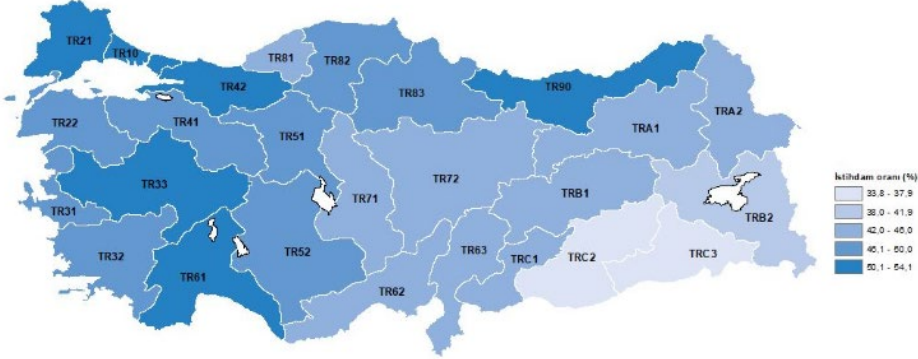 TR21
TR10
TR81
TR82
TR42
TR83
TR90
TRA2
TR22
TR41
TR51
TRA1
TR33
TR71
TR72
TRB1
TRB2
TR31
TR32
TR61
TR52
TR63
TRC1
TRC2
TRC3
TR62
İstihdam oranı (%)
33,8 - 37,9
38,0 - 41,9
42,0 - 46,0
46,1 - 50,0
50,1 - 54,1